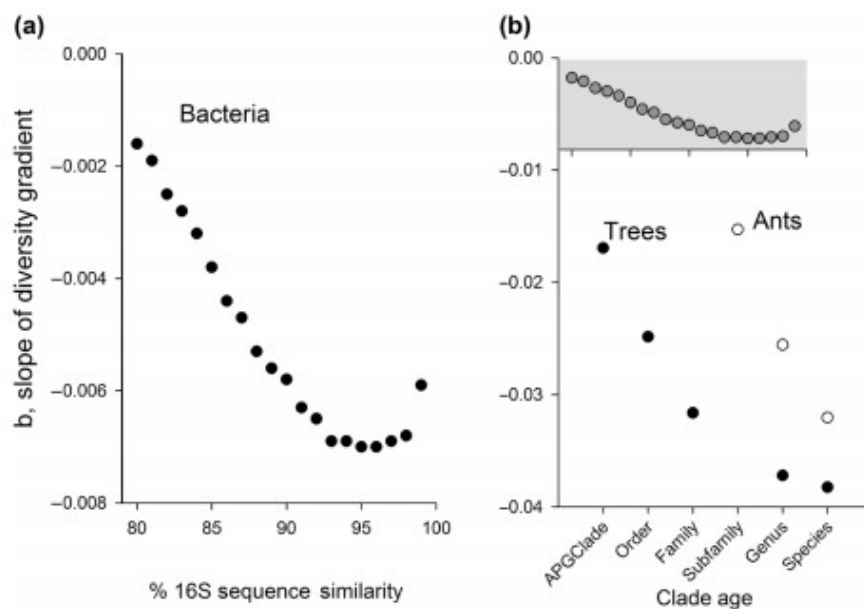 (a)
0.000
−0.002
−0.004
−0.006
−0.008
b, slope of diversity gradient
Bacteria
80
85
90
95
100
% 16S sequence similarity
(b)
0.00
−0.01
−0.02
−0.03
−0.04
Trees
Ants
APGClade
Order
Family
Subfamily
Genus
Species
Clade age